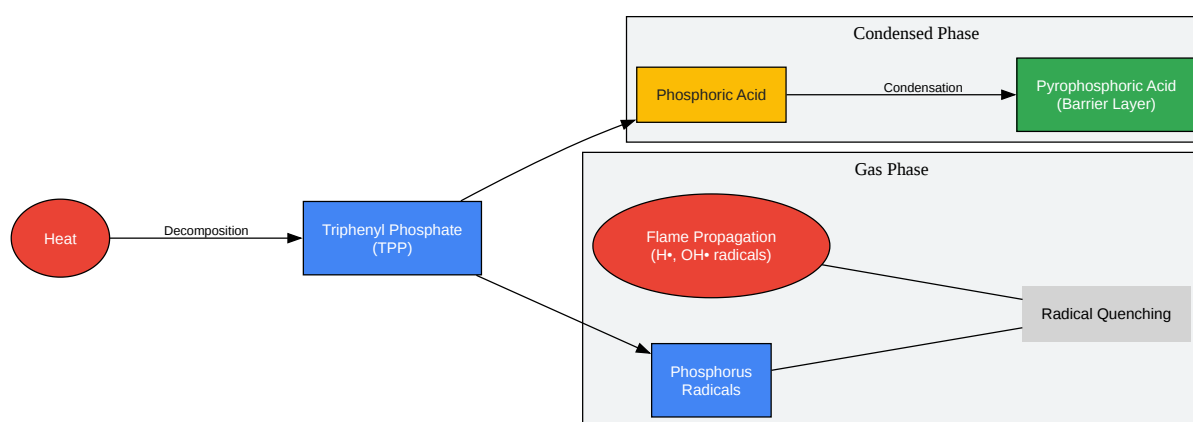 Condensed Phase
Phosphoric Acid
Condensation
Pyrophosphoric Acid
(Barrier Layer)
Gas Phase
Heat
Decomposition
Triphenyl Phosphate
(TPP)
Flame Propagation
(H•, OH• radicals)
Radical Quenching
Phosphorus
Radicals